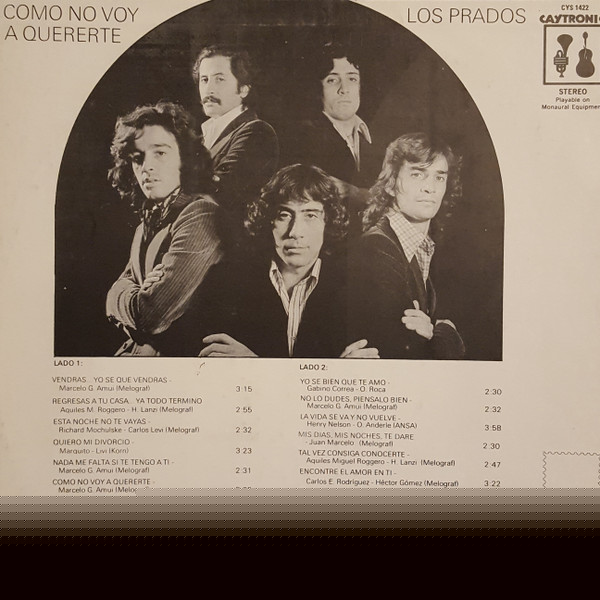 COMO NO VOY
A QUERERTE
LOS PRADOS
CYS 1422
CAYTRONIC
STEREO
Playable on
Monaural Equipment
LADO 1:
VENDRAS... YO SE QUE VENDRAS -
Marcelo G. Amui (Melograf) 3:15
REGRESAS A TU CASA... YA TODO TERMINO
Aquiles M. Roggero - H. Lanzi (Melograf) 2:55
ESTA NOCHE NO TE VAYAS -
Richard Mochulske - Carlos Levi (Melograf) 2:32
QUIERO MI DIVORCIO -
Marquito - Livi (Korn) 3:23
NADA ME FALTA SI TE TENGO A TI -
Marcelo G. Amui (Melograf) 2:31
COMO NO VOY A QUERERTE -
Marcelo G. Amui
LADO 2:
YO SE BIEN QUE TE AMO -
Gabino Correa - O. Roca 2:30
NO LO DUDES, PIENSALO BIEN -
Marcelo G. Amui (Melograf) 2:32
LA VIDA SE VA Y NO VUELVE -
Henry Nelson - O. Anderle (ANSA) 3:58
MIS DIAS, MIS NOCHES, TE DARE
- Juan Marcelo (Melograf) 2:30
TAL VEZ CONSIGA CONOCERTE -
Aquiles Miguel Roggero - H. Lanzi (Melograf) 2:47
ENCONTRE EL AMOR EN TI -
Carlos E. Rodríguez - Héctor Gómez (Melograf) 3:22